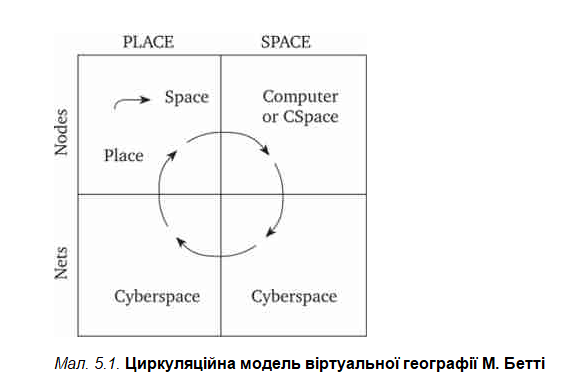 PLACE SPACE
Nodes
Space
Computer
or CSpace
Place
Nets
Cyberspace Cyberspace
Мал. 5.1. Циркуляційна модель віртуальної географії М. Бетті